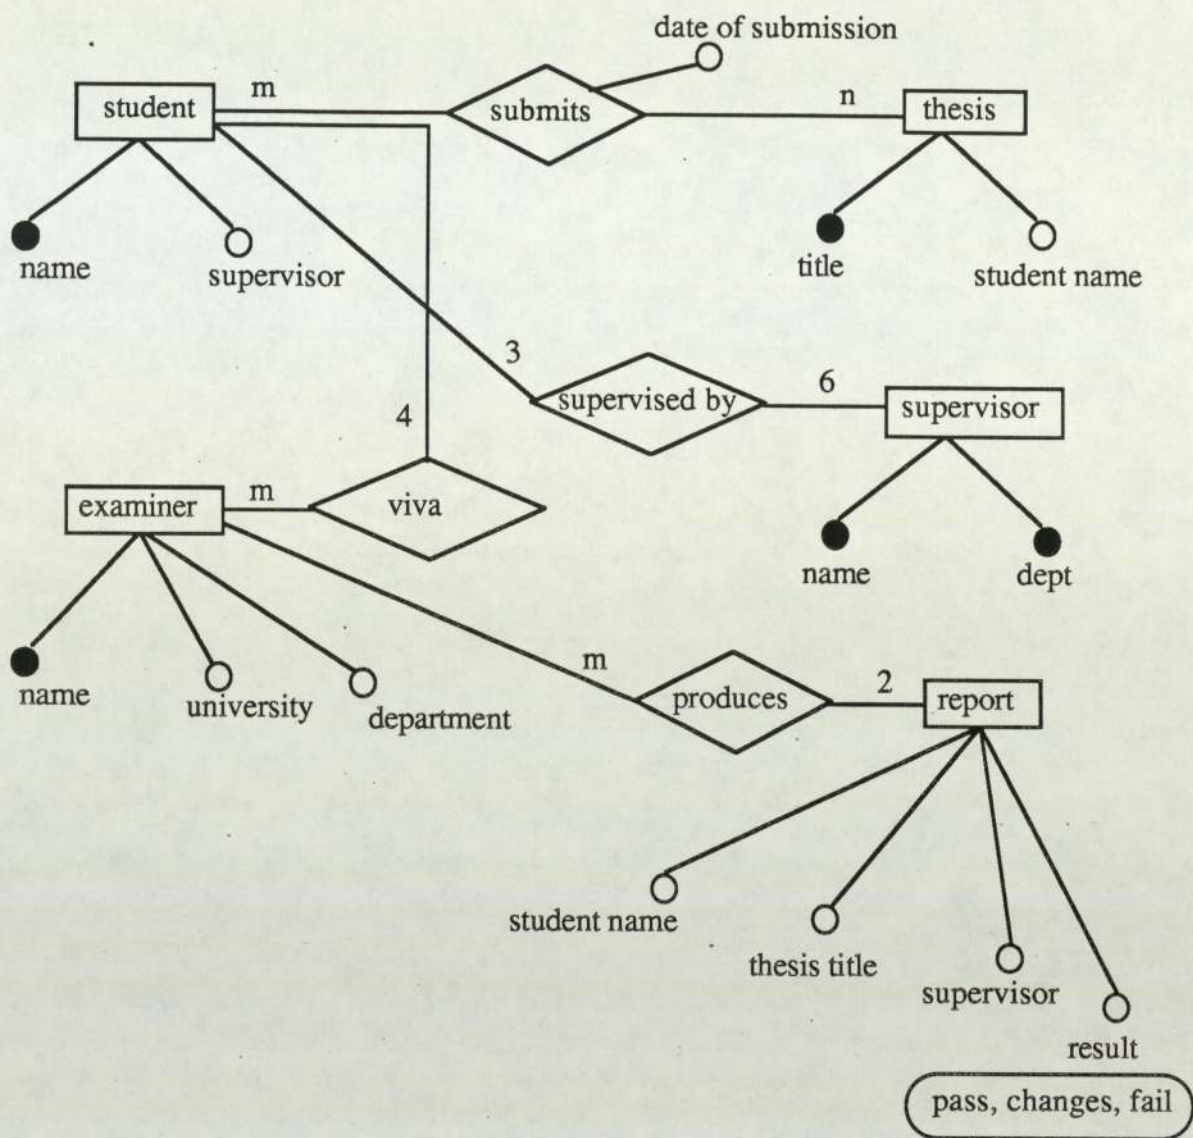 date of submission
student
m
submits
n
thesis
name
supervisor
title
student name
3
supervised by
6
supervisor
4
examiner
m
viva
name
dept
name
university
department
m
produces
2
report
student name
thesis title
supervisor
result
pass, changes, fail